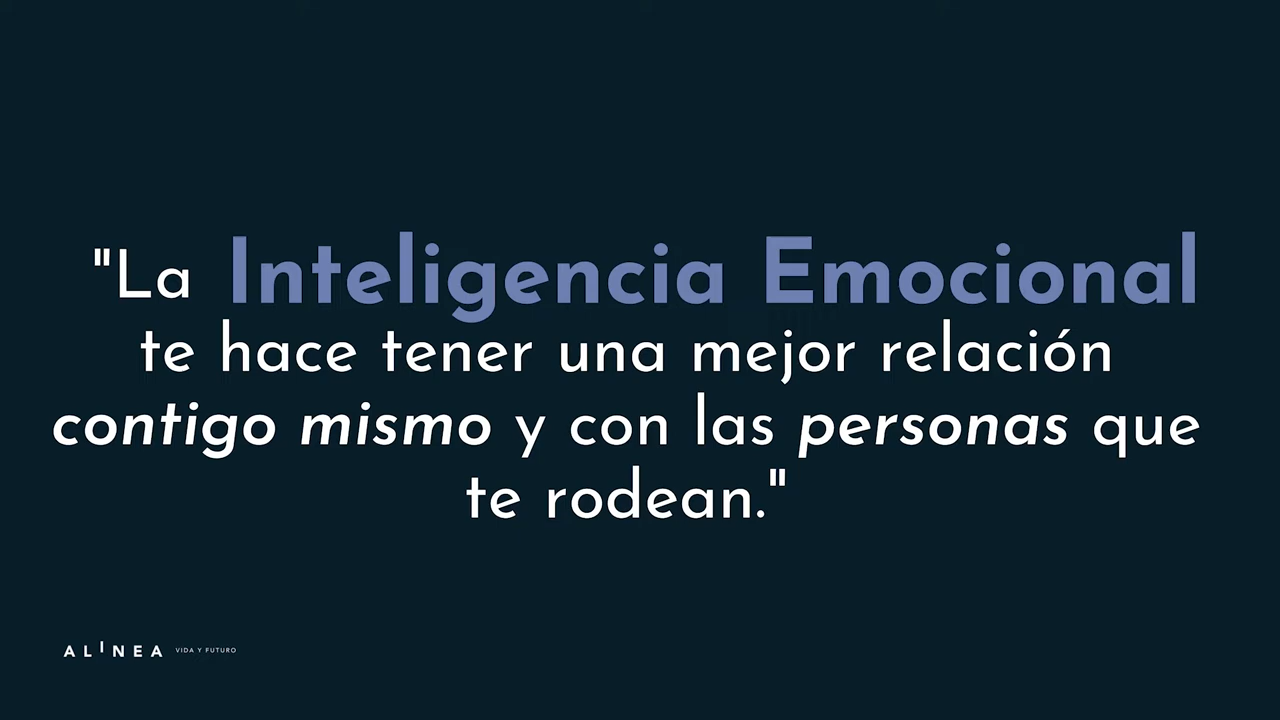 "La Inteligencia Emocional
te hace tener una mejor relación
contigo mismo y con las personas que
te rodean."
ALINEA VIDA Y FUTURO